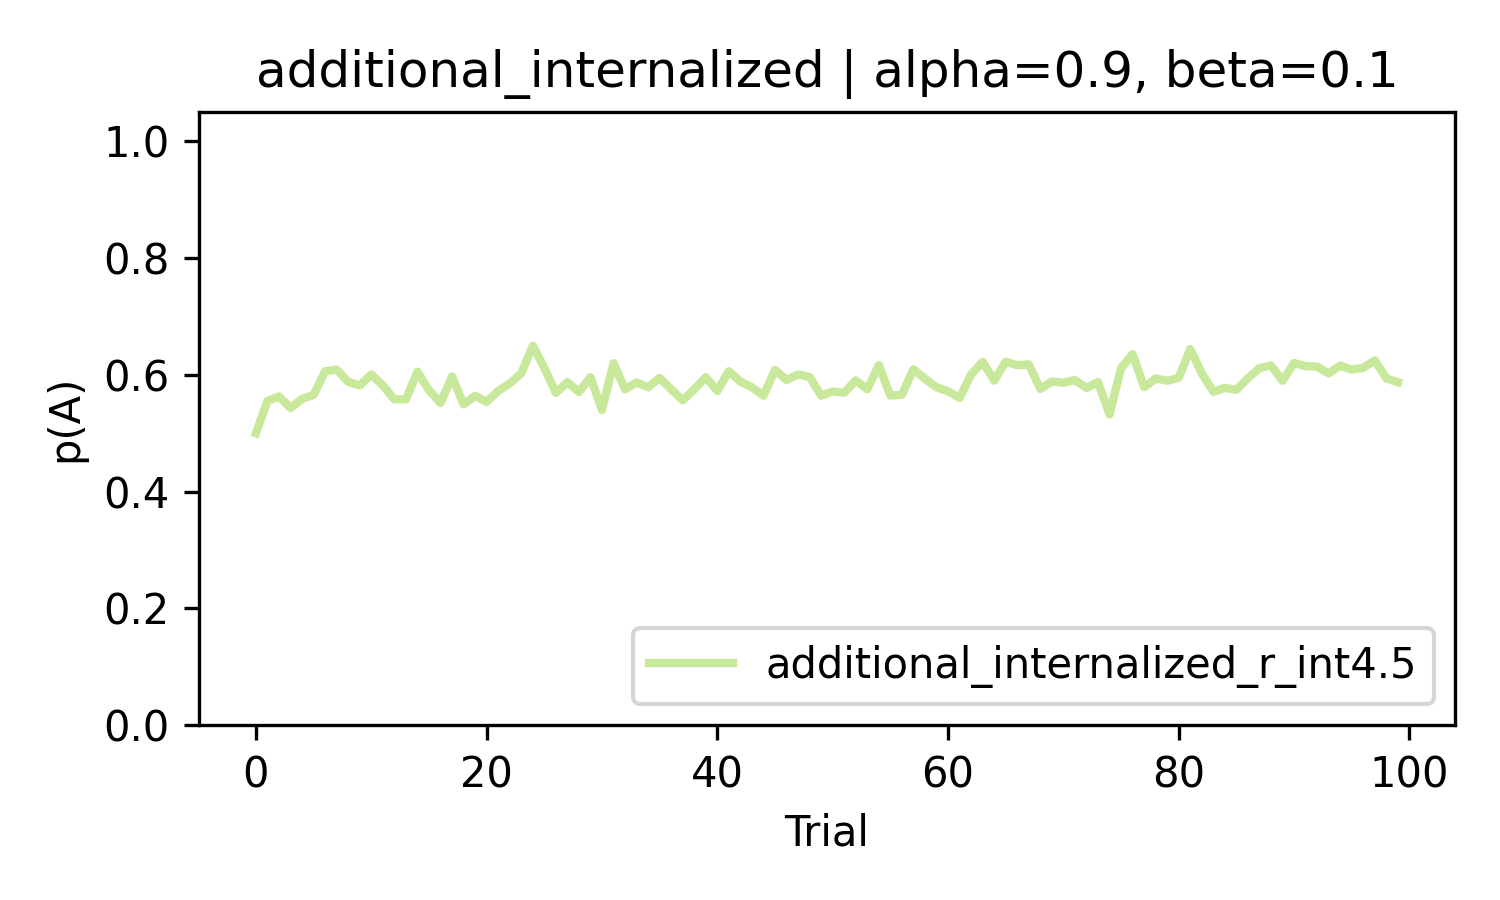 additional_internalized | alpha=0.9, beta=0.1
1.0
0.8
0.6
0.4
0.2
0.0
p(A)
additional_internalized_r_int4.5
0 20 40 60 80 100
Trial